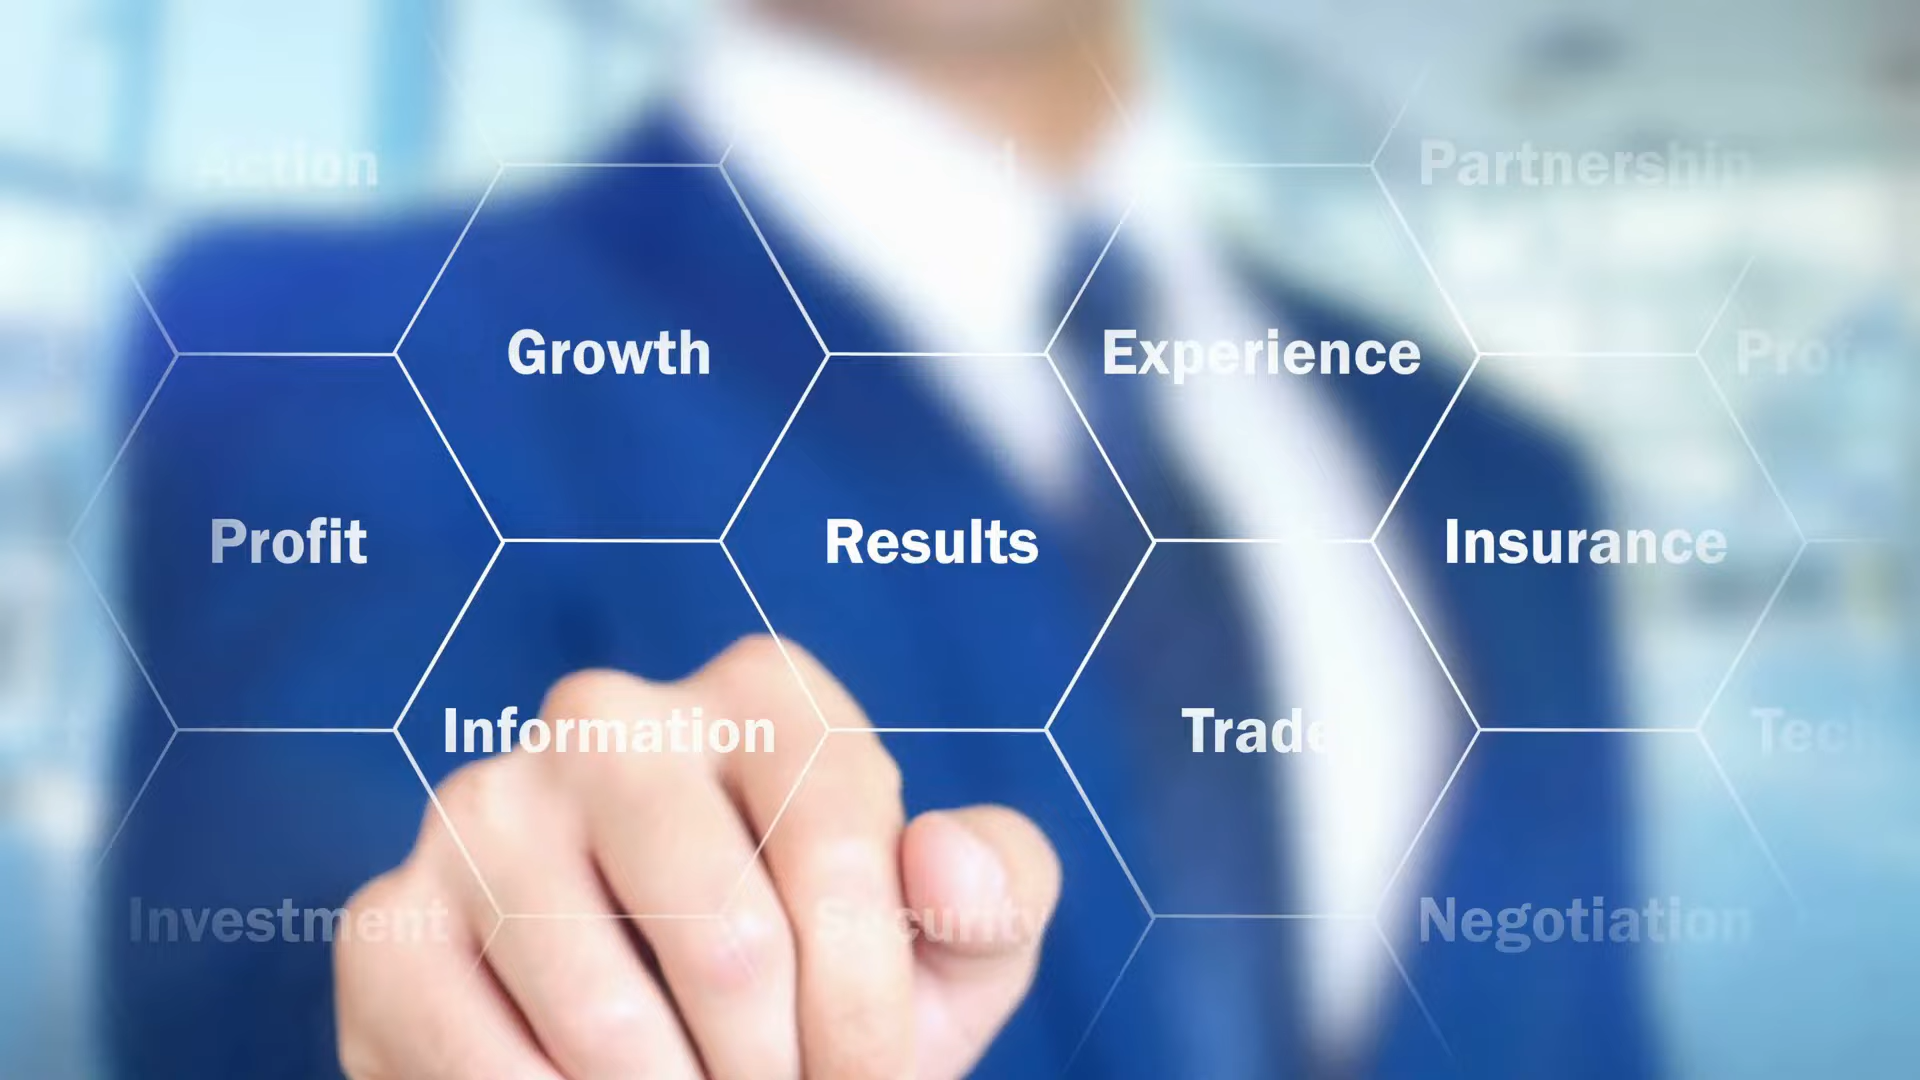 Action
Partnership
Growth
Experience
Profit
Results
Insurance
Information
Trade
Investment
Security
Negotiation